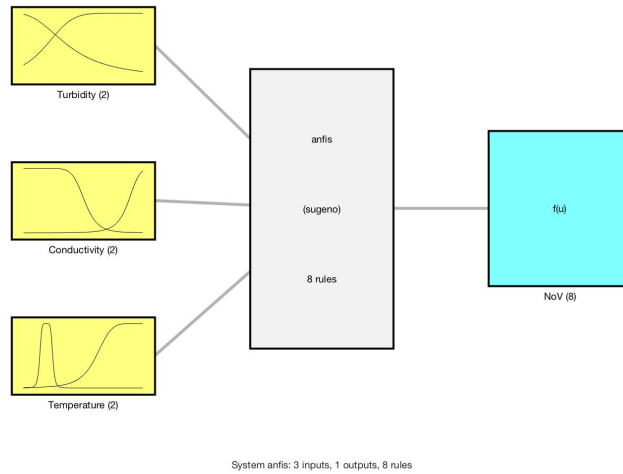 Turbidity (2)
anfis
Conductivity (2)
(sugeno)
f(u)
8 rules
NoV (8)
Temperature (2)
System anfis: 3 inputs, 1 outputs, 8 rules